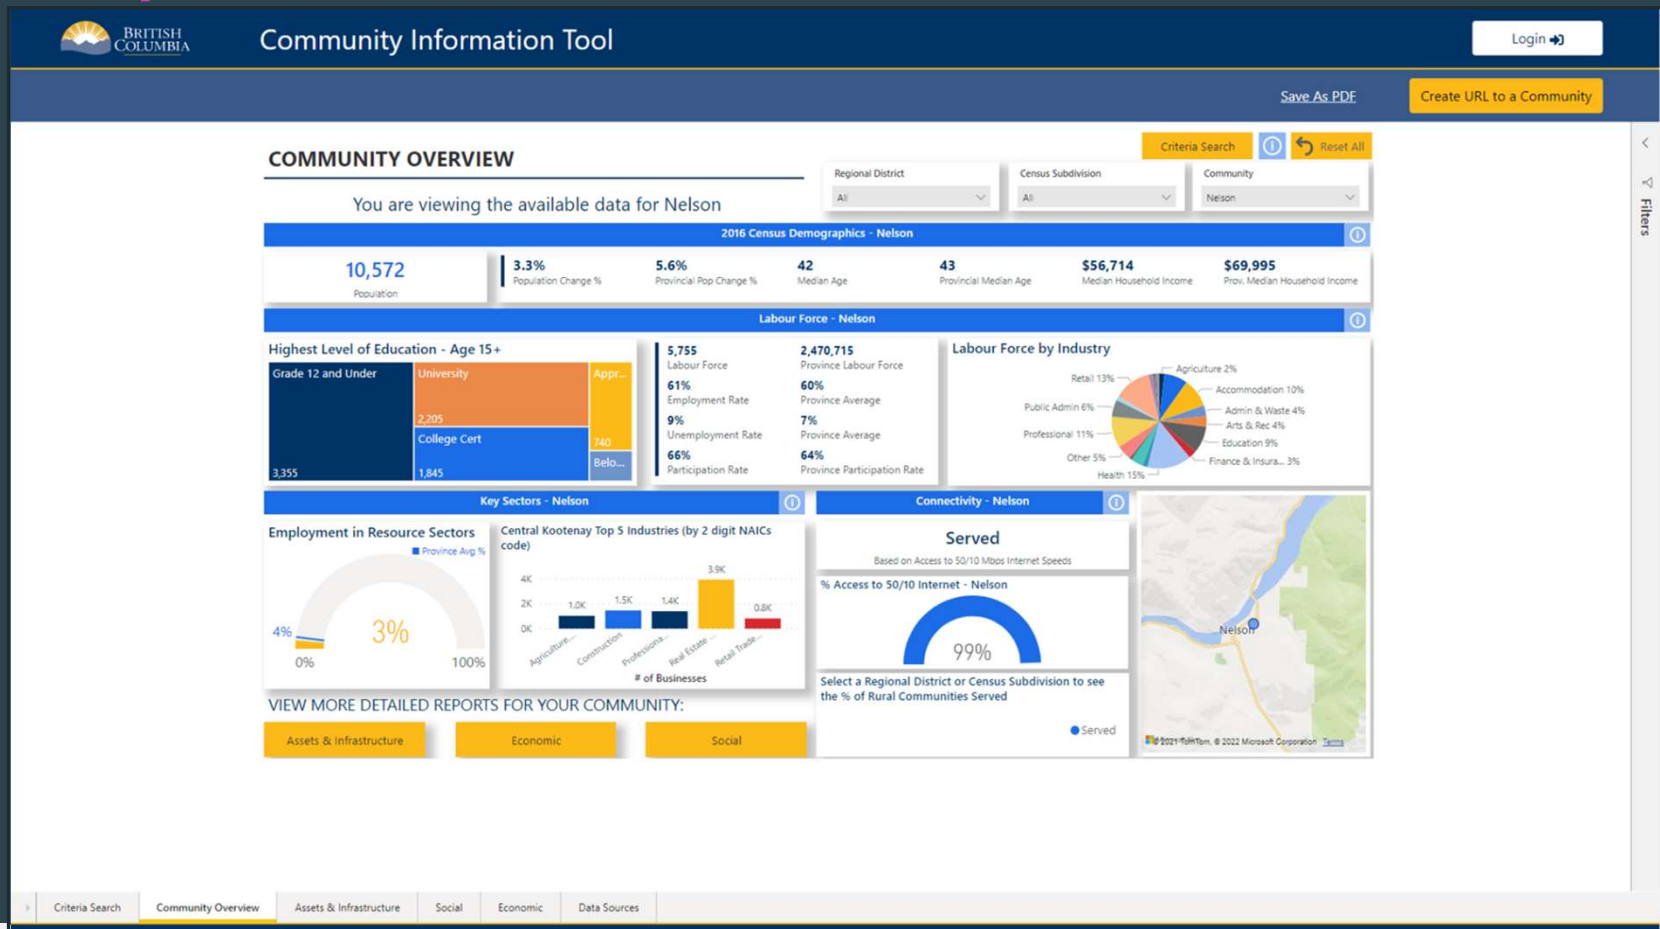 BRITISH
COLUMBIA
Community Information Tool
Login
Save As PDF
Create URL to a Community
Criteria Search
Reset All
COMMUNITY OVERVIEW
Regional District
Census Subdivision
Community
All
All
Nelson
You are viewing the available data for Nelson
Filters
2016 Census Demographics - Nelson
10,572
Population
3.3%
Population Change %
5.6%
Provincial Pop Change %
42
Median Age
43
Provincial Median Age
$56,714
Median Household Income
$69,995
Prov. Median Household Income
Labour Force - Nelson
Highest Level of Education - Age 15+
Grade 12 and Under
3,355
University
2,205
College Cert
1,845
Appr...
740
Belo...
5,755
Labour Force
2,470,715
Province Labour Force
61%
Employment Rate
60%
Province Average
9%
Unemployment Rate
7%
Province Average
66%
Participation Rate
64%
Province Participation Rate
Labour Force by Industry
Agriculture 2%
Accommodation 10%
Admin & Waste 4%
Arts & Rec 4%
Education 9%
Finance & Insura... 3%
Health 15%
Other 5%
Professional 11%
Public Admin 6%
Retail 13%
Key Sectors - Nelson
Employment in Resource Sectors
Province Avg %
4%
3%
0%
100%
Central Kootenay Top 5 Industries (by 2 digit NAICs
code)
4K
2K
0K
1.0K
1.5K
1.4K
3.9K
0.8K
Agriculture...
Construction
Professiona...
Real Estate ...
Retail Trade...
# of Businesses
Connectivity - Nelson
Served
Based on Access to 50/10 Mbps Internet Speeds
% Access to 50/10 Internet - Nelson
99%
Select a Regional District or Census Subdivision to see
the % of Rural Communities Served
Served
Nelson
© 2022 Microsoft Corporation Terms
VIEW MORE DETAILED REPORTS FOR YOUR COMMUNITY:
Assets & Infrastructure
Economic
Social
Criteria Search
Community Overview
Assets & Infrastructure
Social
Economic
Data Sources